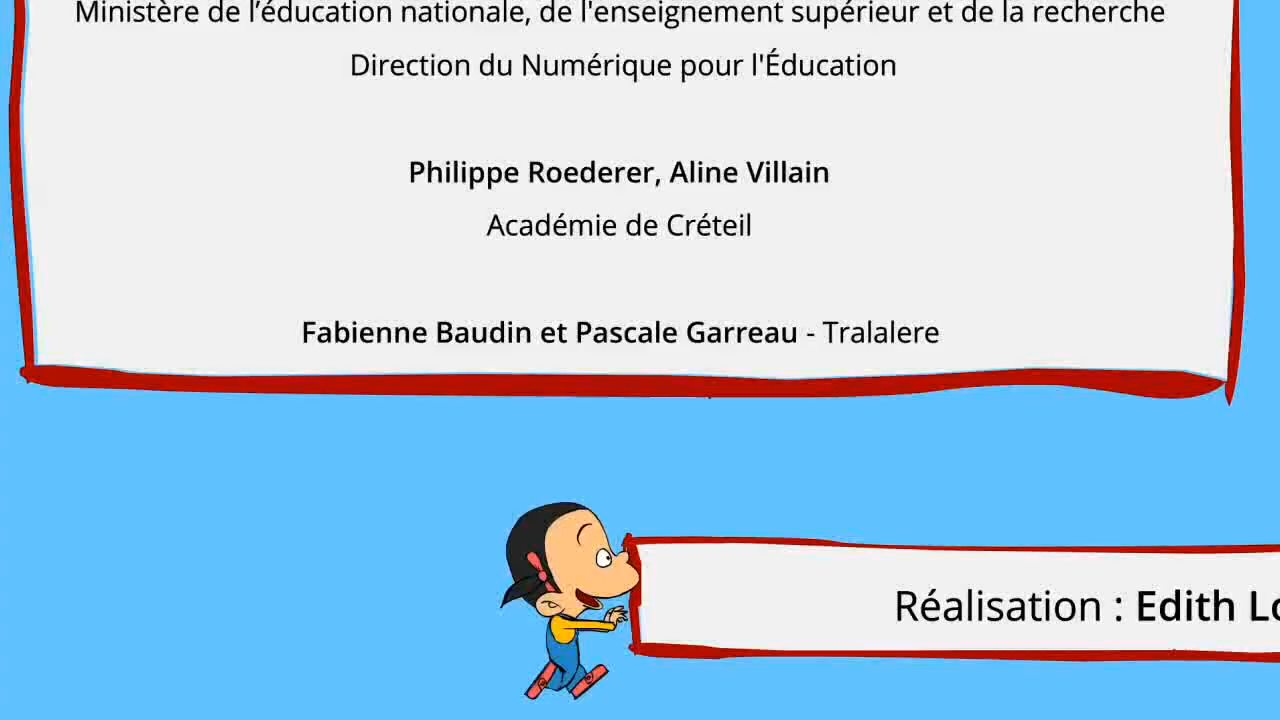 Ministère de l’éducation nationale, de l'enseignement supérieur et de la recherche
Direction du Numérique pour l'Éducation
Philippe Roederer, Aline Villain
Académie de Créteil
Fabienne Baudin et Pascale Garreau - Tralalere
Réalisation : Edith